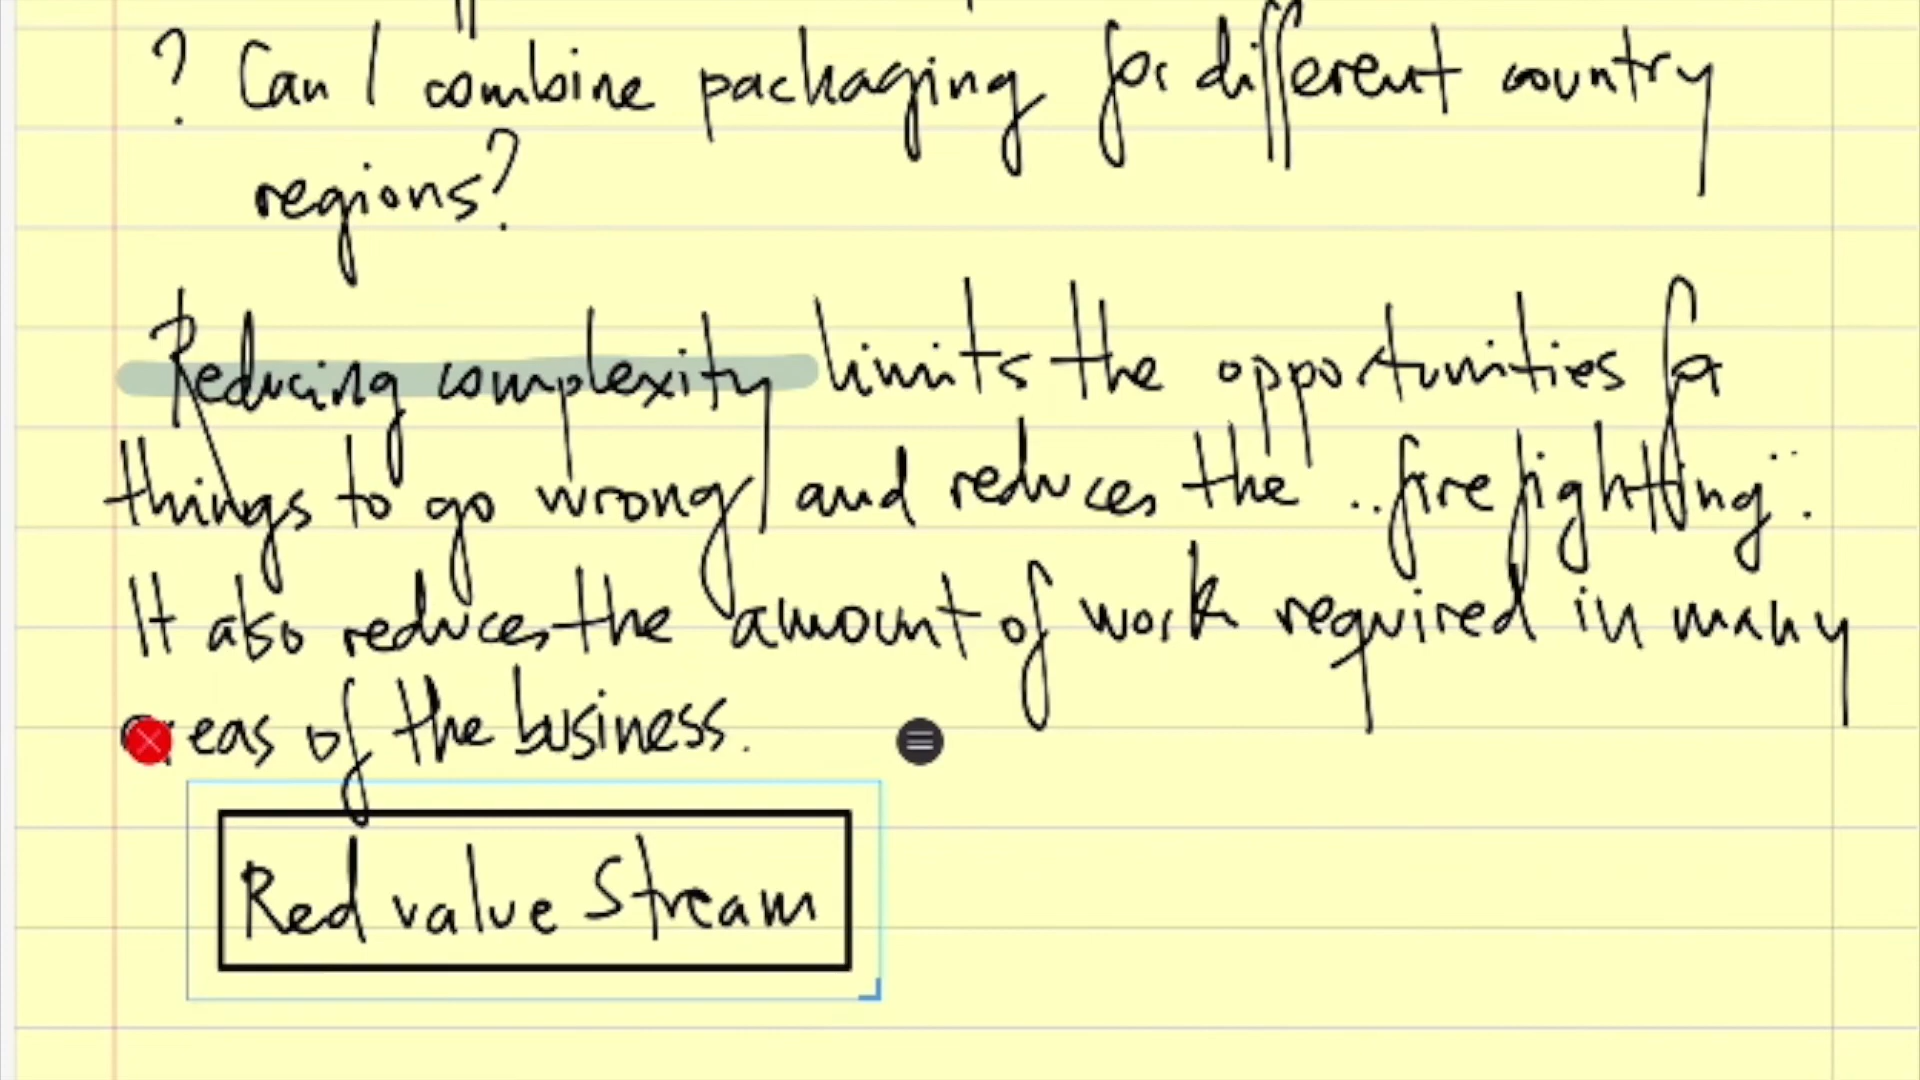 ? Can I combine packaging for different country
regions?
Reducing complexity limits the opportunities for
things to go wrong, and reduces the "firefighting".
It also reduces the amount of work required in many
areas of the business.
Red value Stream